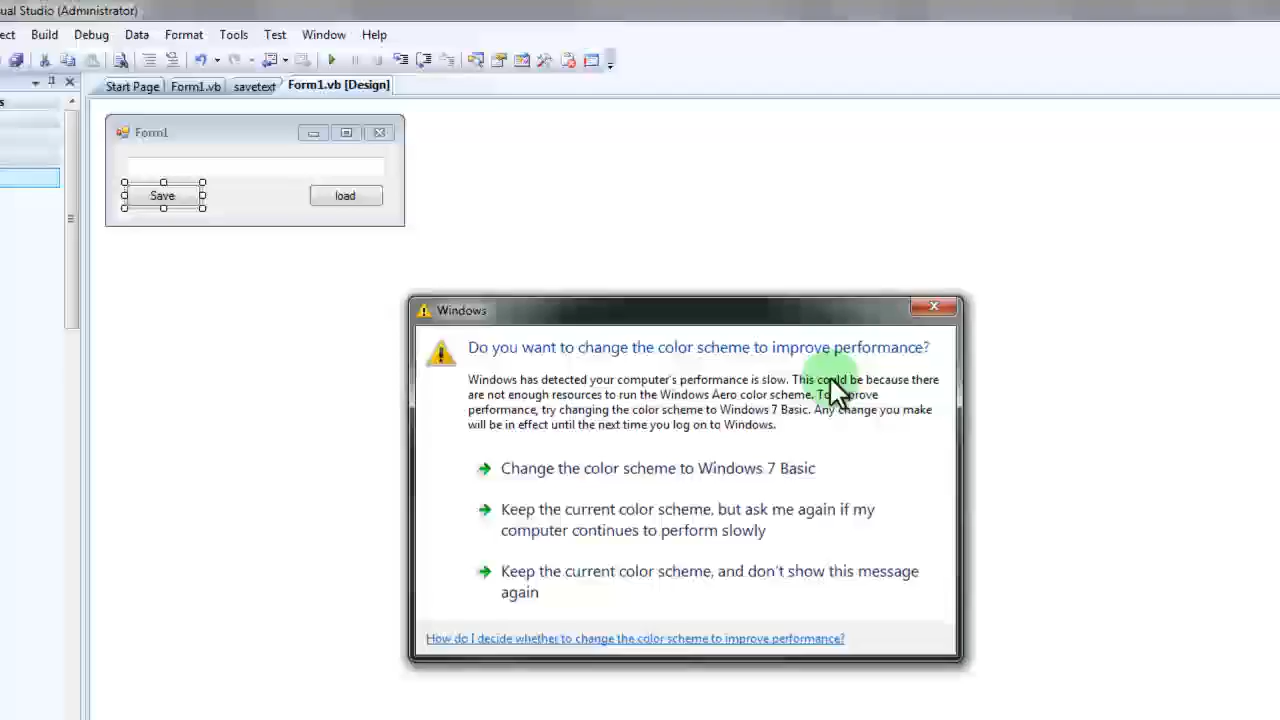 ual Studio (Administrator)
ect Build Debug Data Format Tools Test Window Help
Start Page Form1.vb savetext Form1.vb [Design]
s
Form1
Save load
Windows
Do you want to change the color scheme to improve performance?
Windows has detected your computer's performance is slow. This could be because there
are not enough resources to run the Windows Aero color scheme. To improve
performance, try changing the color scheme to Windows 7 Basic. Any change you make
will be in effect until the next time you log on to Windows.
Change the color scheme to Windows 7 Basic
Keep the current color scheme, but ask me again if my
computer continues to perform slowly
Keep the current color scheme, and don't show this message
again
How do I decide whether to change the color scheme to improve performance?